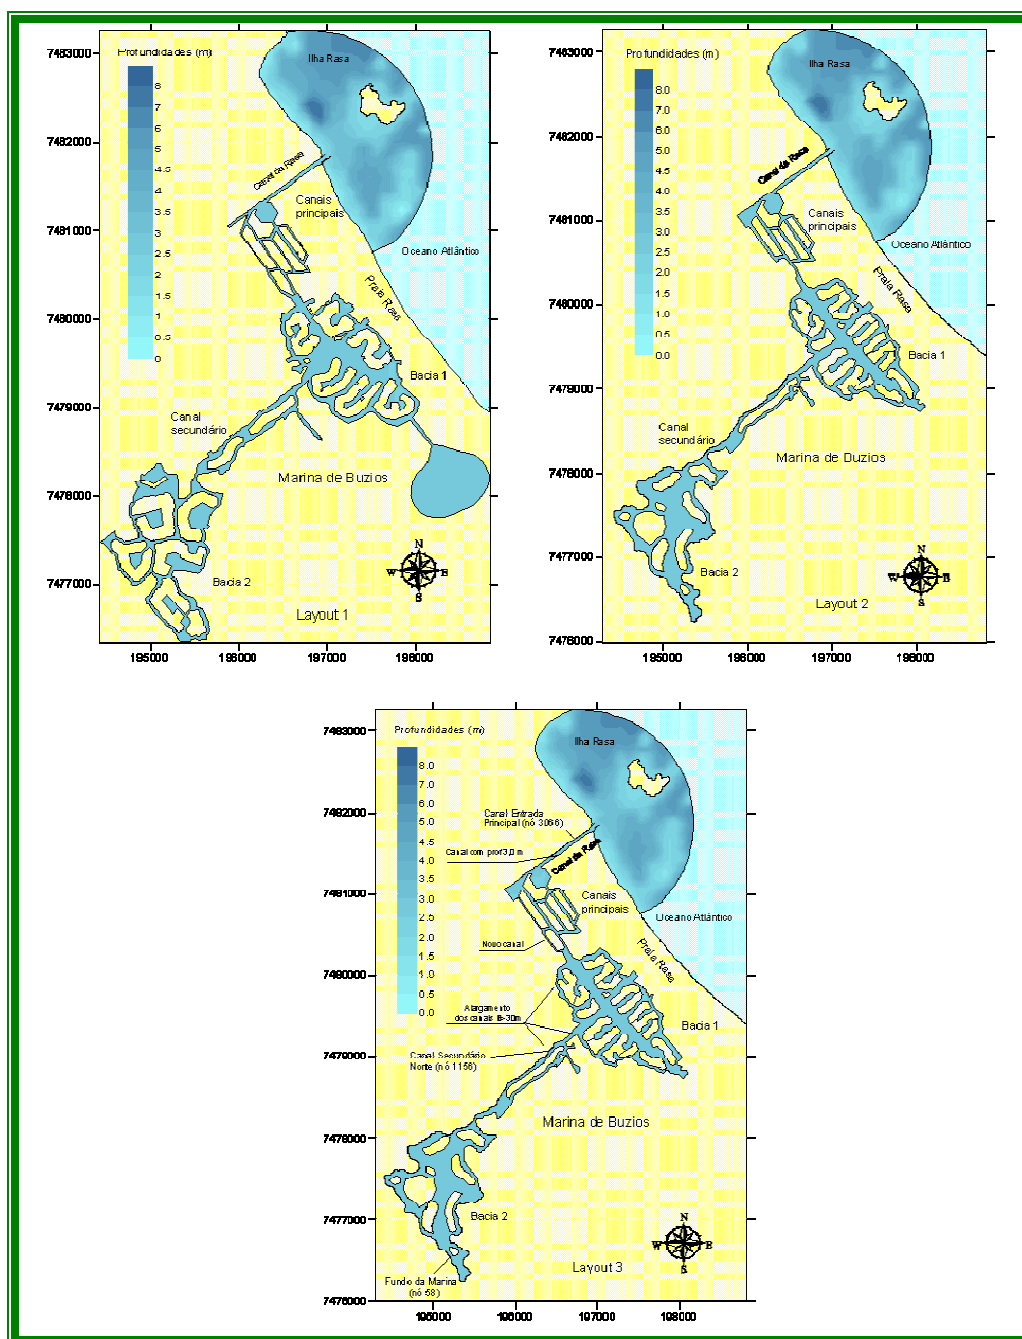 Profundidades (m)
8
7
6
5
4.5
4
3.5
3
2.5
2
1.5
1
0.5
0
7483000
7482000
7481000
7480000
7479000
7478000
7477000
195000
196000
197000
198000
Ilha Rasa
Canal da Rasa
Canais
principais
Oceano Atlântico
Praia Rasa
Bacia 1
Canal
secundário
Marina de Buzios
Bacia 2
N
W
E
S
Layout 1
Profundidades (m)
8.0
7.0
6.0
5.0
4.5
4.0
3.5
3.0
2.5
2.0
1.5
1.0
0.5
0.0
7483000
7482000
7481000
7480000
7479000
7478000
7477000
7476000
195000
196000
197000
198000
Ilha Rasa
Canal da Rasa
Canais
principais
Oceano Atlântico
Praia Rasa
Bacia 1
Canal
secundário
Marina de Buzios
Bacia 2
N
W
E
S
Layout 2
Profundidades (m)
8.0
7.0
6.0
5.0
4.5
4.0
3.5
3.0
2.5
2.0
1.5
1.0
0.5
0.0
7483000
7482000
7481000
7480000
7479000
7478000
7477000
7476000
195000
196000
197000
198000
Ilha Rasa
Canal Entrada
Principal (nó 3066)
Canal com prof 3,0 m
Canal da Rasa
Canais
principais
Oceano Atlântico
Novo canal
Praia Rasa
Alargamento
dos canais
Bacia 1
Canal Secundário
Norte (nó 1156)
Marina de Buzios
Bacia 2
Fundo da Marina
(nó 58)
N
W
E
S
Layout 3